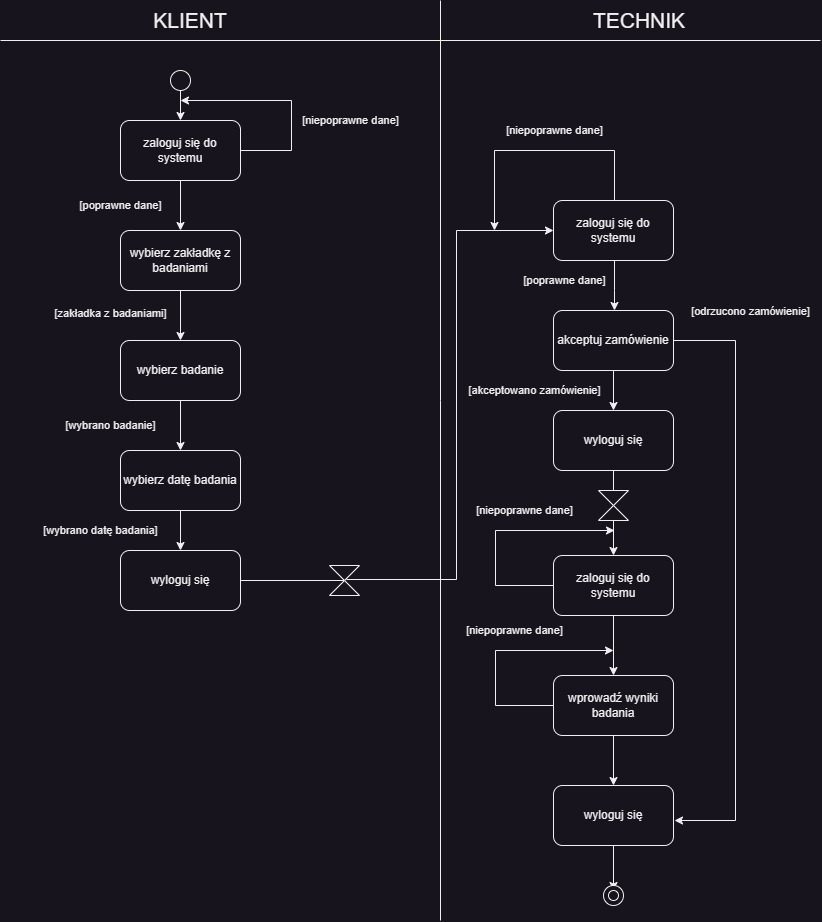 KLIENT
TECHNIK
[niepoprawne dane]
zaloguj się do
systemu
[poprawne dane]
wybierz zakładkę z
badaniami
[zakładka z badaniami]
wybierz badanie
[wybrano badanie]
wybierz datę badania
[wybrano datę badania]
wyloguj się
[niepoprawne dane]
zaloguj się do
systemu
[poprawne dane]
[odrzucono zamówienie]
akceptuj zamówienie
[akceptowano zamówienie]
wyloguj się
[niepoprawne dane]
zaloguj się do
systemu
[niepoprawne dane]
wprowadź wyniki
badania
wyloguj się